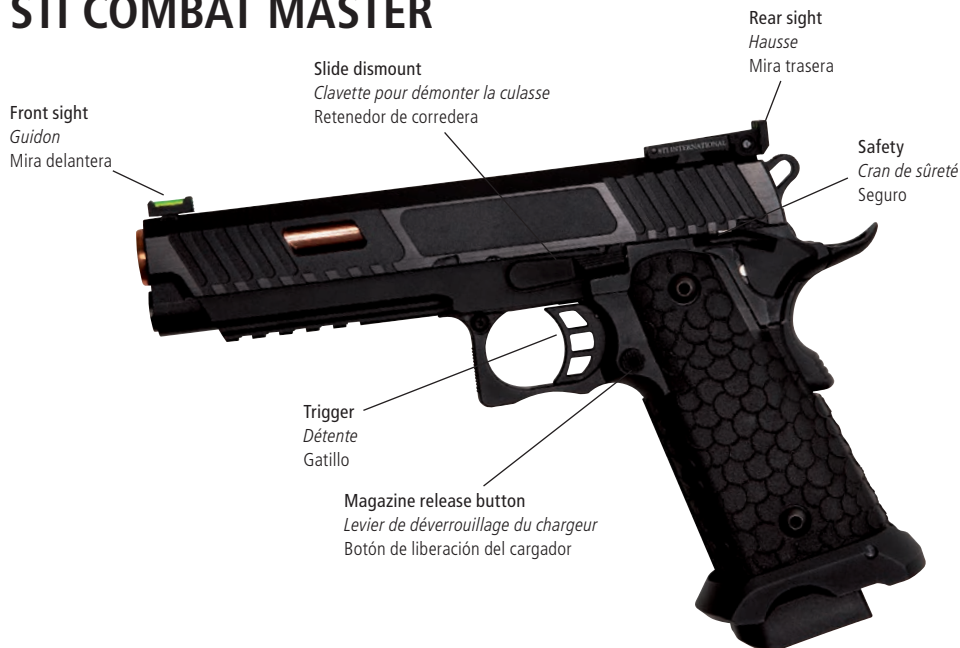 STI COMBAT MASTER
Rear sight
Hausse
Mira trasera
Slide dismount
Clavette pour démonter la culasse
Retenedor de corredera
Front sight
Guidon
Mira delantera
Safety
Cran de sûreté
Seguro
STI INTERNATIONAL
Trigger
Détente
Gatillo
Magazine release button
Levier de déverrouillage du chargeur
Botón de liberación del cargador